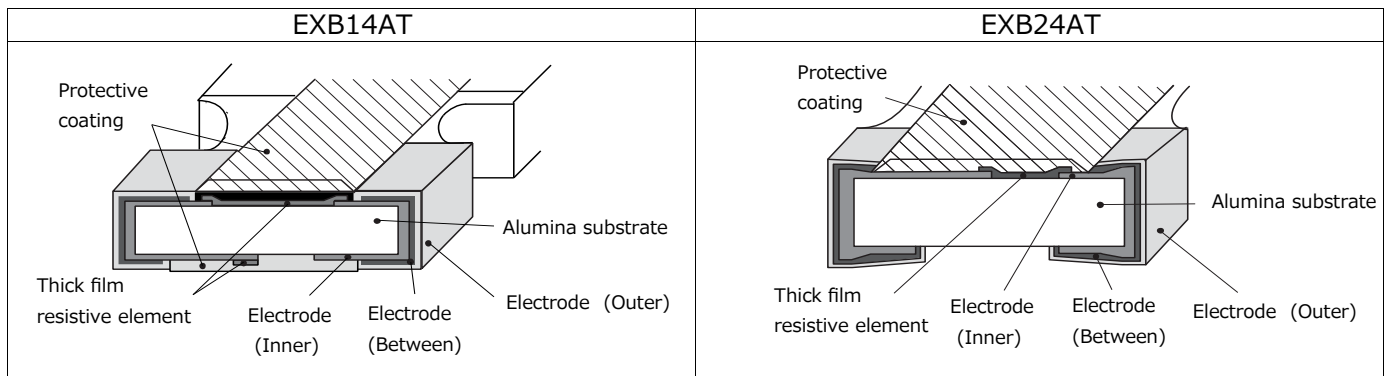 EXB14AT
Protective
coating
Alumina substrate
Thick film
resistive element
Electrode
(Inner)
Electrode
(Between)
Electrode (Outer)
EXB24AT
Protective
coating
Alumina substrate
Thick film
resistive element
Electrode
(Inner)
Electrode
(Between)
Electrode (Outer)